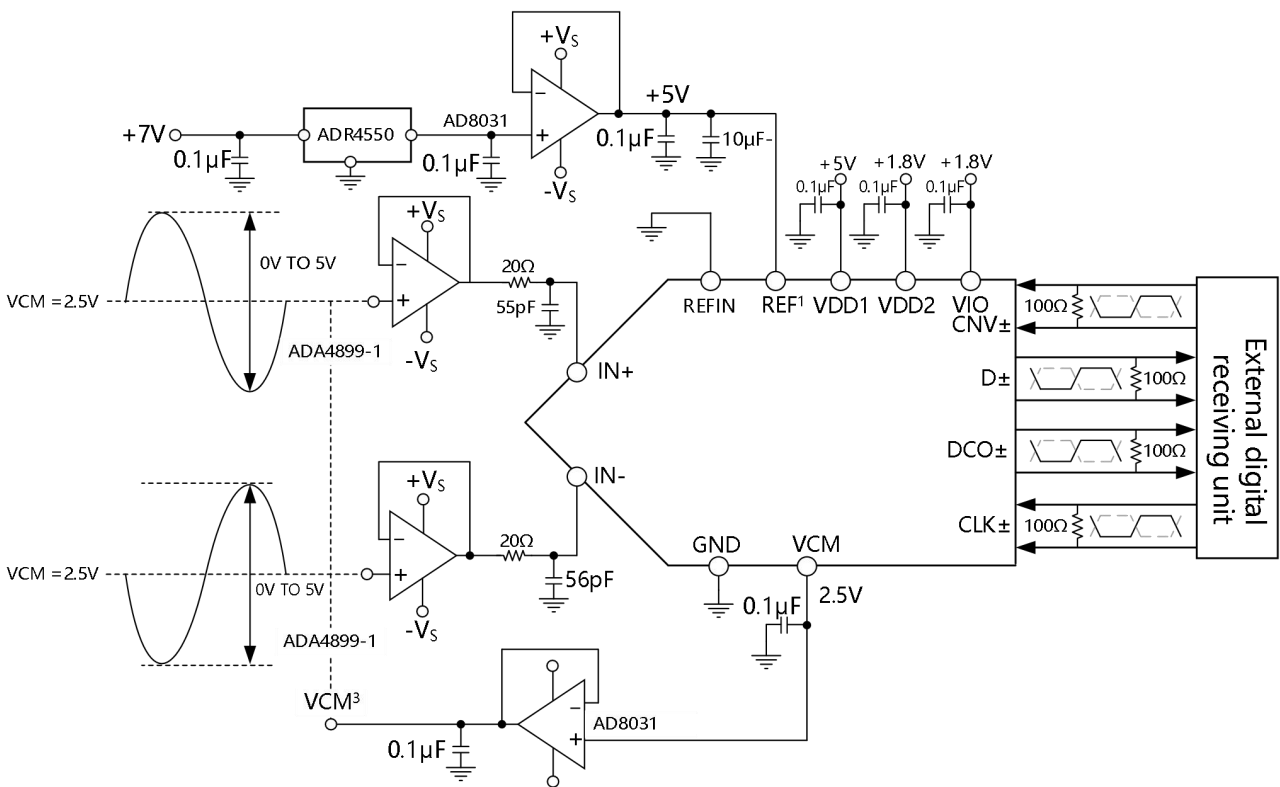 +VS
+5V
+7V
ADR4550
AD8031
−
+
0.1μF
0.1μF
0.1μF
10μF-
-VS
+5V
+1.8V
+1.8V
0.1μF
0.1μF
0.1μF
+VS
0V TO 5V
−
20Ω
VCM = 2.5V
+
55pF
REFIN
REF¹
VDD1
VDD2
VIO
CNV±
100Ω
-VS
ADA4899-1
IN+
D±
100Ω
External digital
receiving unit
DCO±
100Ω
IN-
+VS
CLK±
100Ω
−
20Ω
GND
VCM
VCM = 2.5V
0V TO 5V
+
56pF
2.5V
0.1μF
-VS
ADA4899-1
VCM³
−
AD8031
+
0.1μF